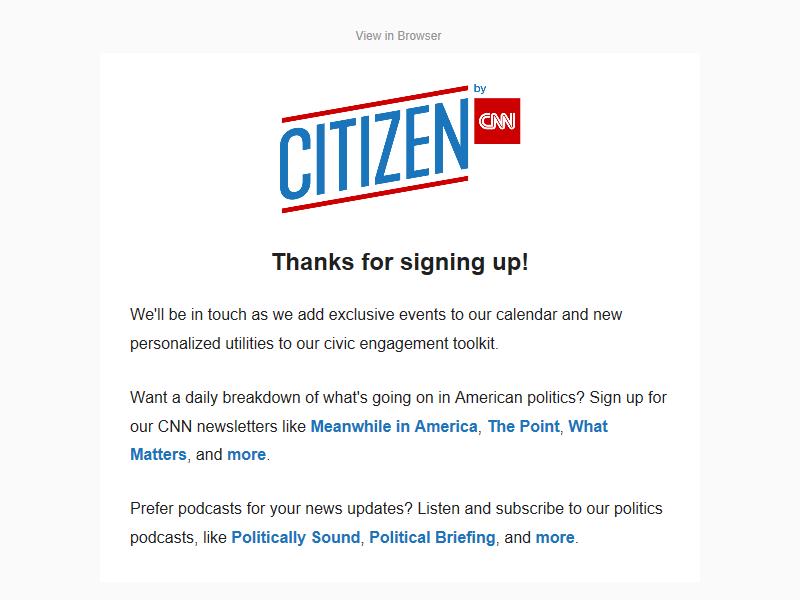 View in Browser
by
CITIZEN
CNN
Thanks for signing up!
We'll be in touch as we add exclusive events to our calendar and new
personalized utilities to our civic engagement toolkit.
Want a daily breakdown of what's going on in American politics? Sign up for
our CNN newsletters like Meanwhile in America, The Point, What
Matters, and more.
Prefer podcasts for your news updates? Listen and subscribe to our politics
podcasts, like Politically Sound, Political Briefing, and more.